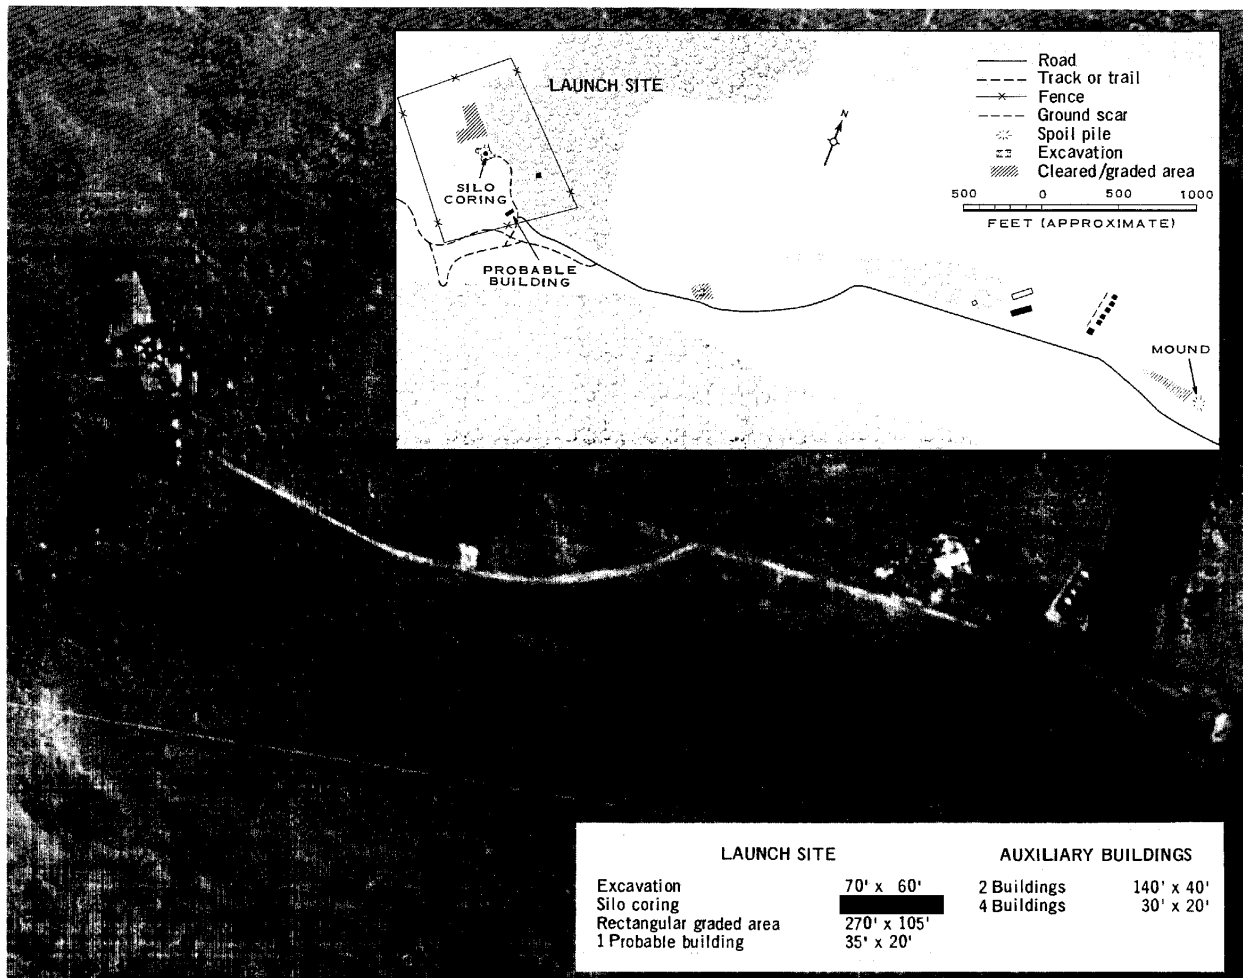 LAUNCH SITE
SILO
CORING
PROBABLE
BUILDING
N
Road
Track or trail
Fence
Ground scar
Spoil pile
Excavation
Cleared/graded area
500 0 500 1000
FEET (APPROXIMATE)
MOUND
LAUNCH SITE
Excavation 70' x 60'
Silo coring
Rectangular graded area 270' x 105'
1 Probable building 35' x 20'
AUXILIARY BUILDINGS
2 Buildings 140' x 40'
4 Buildings 30' x 20'